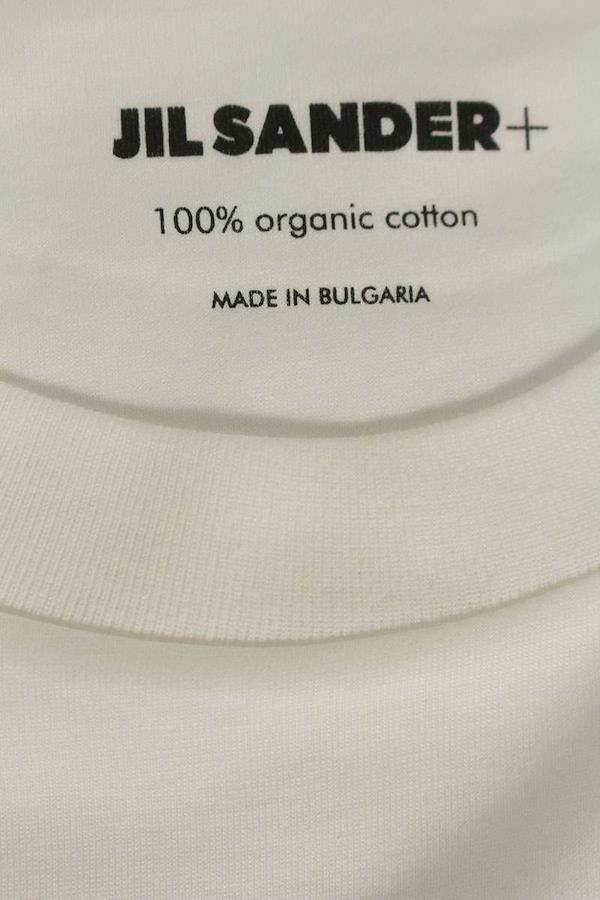 JIL SANDER+
100% organic cotton
MADE IN BULGARIA